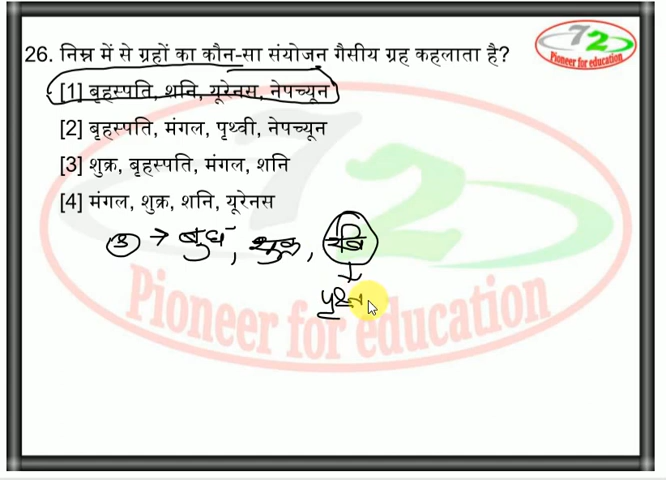 26. निम्न में से ग्रहों का कौन-सा संयोजन गैसीय ग्रह कहलाता है?
72
Pioneer for education
[1] बृहस्पति, शनि, यूरेनस, नेपच्यून
[2] बृहस्पति, मंगल, पृथ्वी, नेपच्यून
[3] शुक्र, बृहस्पति, मंगल, शनि
[4] मंगल, शुक्र, शनि, यूरेनस
→ बुध, शुक्र,
72
Pioneer for education